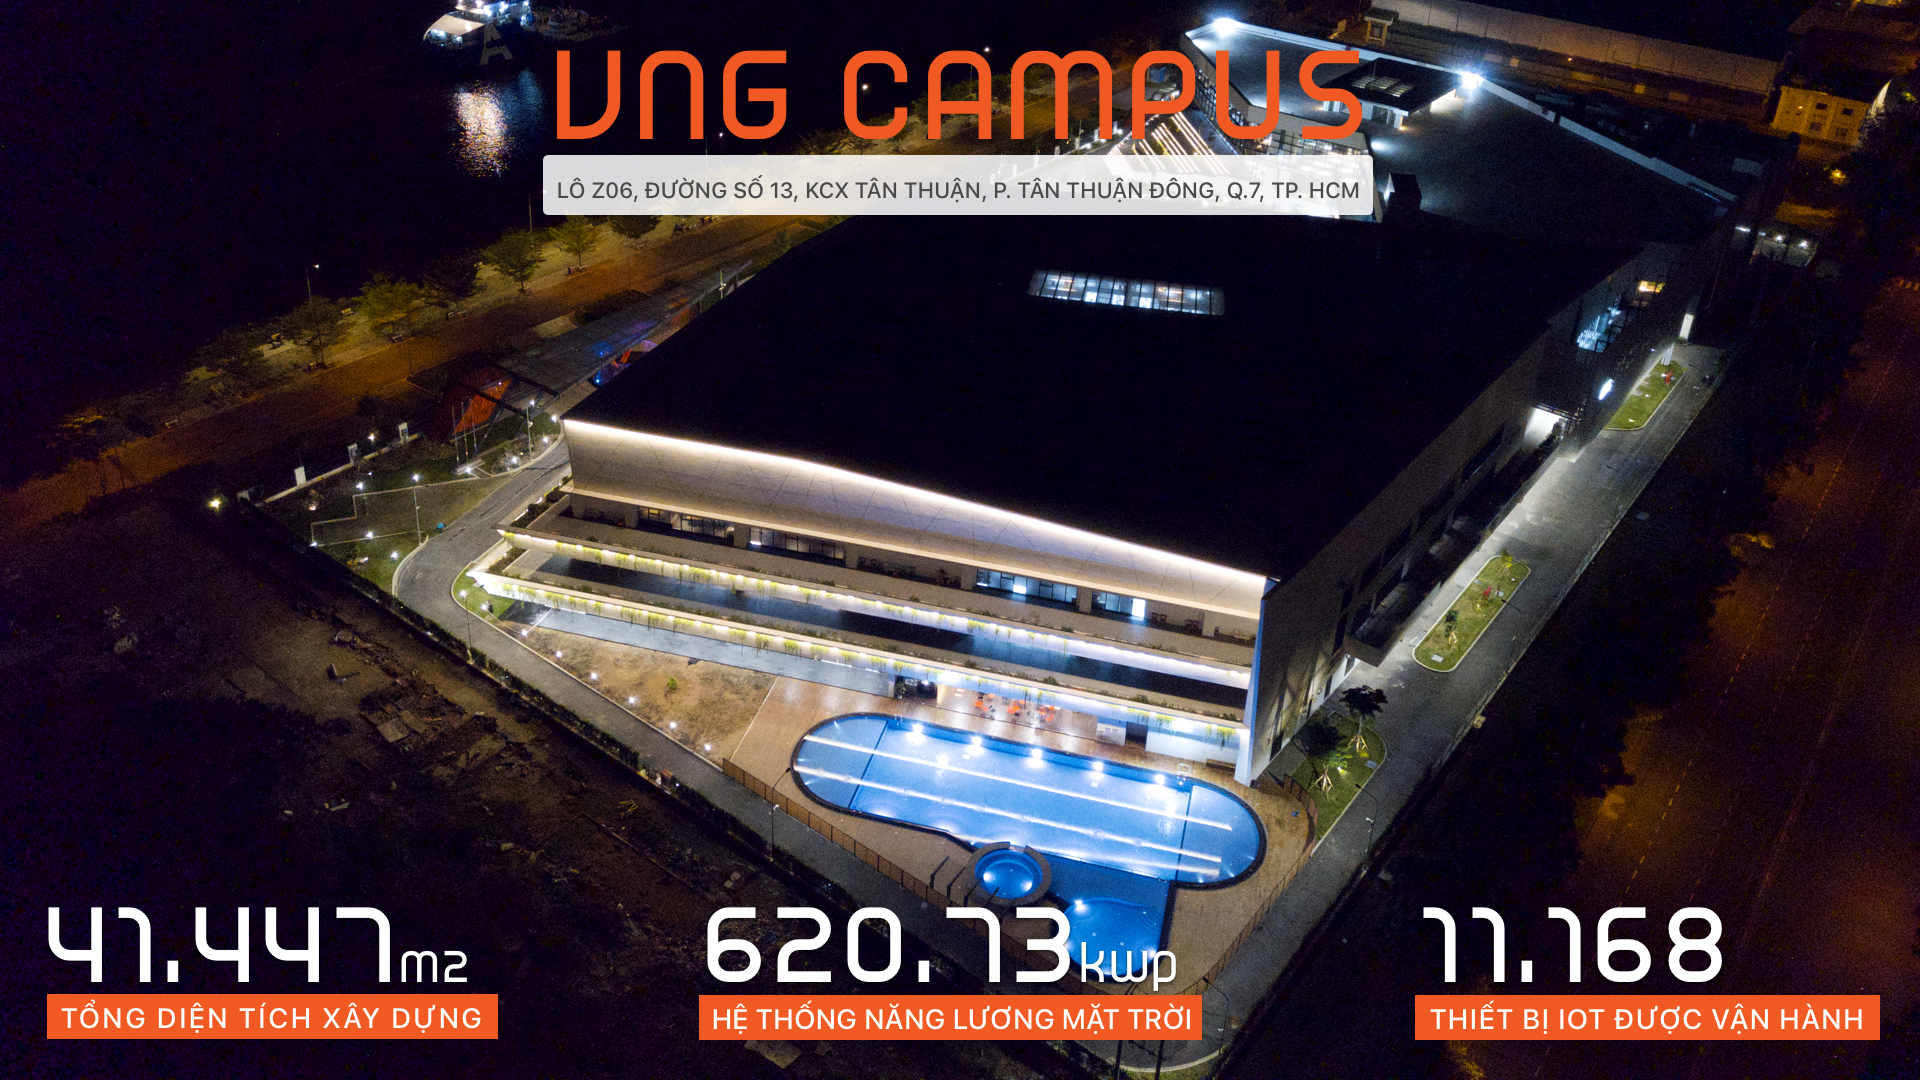 VNG CAMPUS
LÔ Z06, ĐƯỜNG SỐ 13, KCX TÂN THUẬN, P. TÂN THUẬN ĐÔNG, Q.7, TP. HCM
41.447m2
TỔNG DIỆN TÍCH XÂY DỰNG
620.73kwp
HỆ THỐNG NĂNG LƯƠNG MẶT TRỜI
11.168
THIẾT BỊ IOT ĐƯỢC VẬN HÀNH